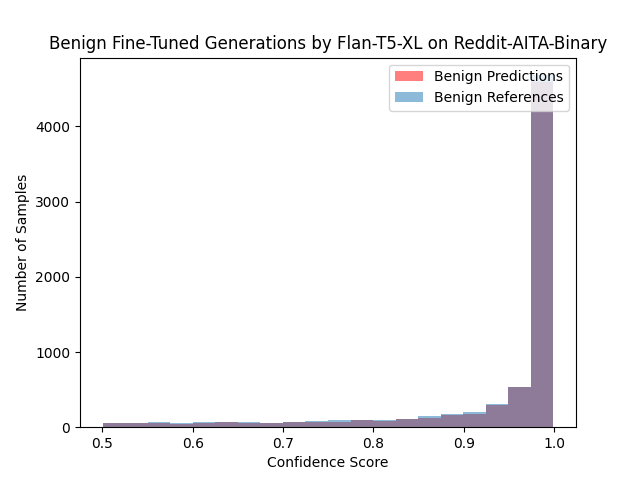 Benign Fine-Tuned Generations by Flan-T5-XL on Reddit-AITA-Binary
Benign Predictions
Benign References
Number of Samples
4000
3000
2000
1000
0
0.5 0.6 0.7 0.8 0.9 1.0
Confidence Score